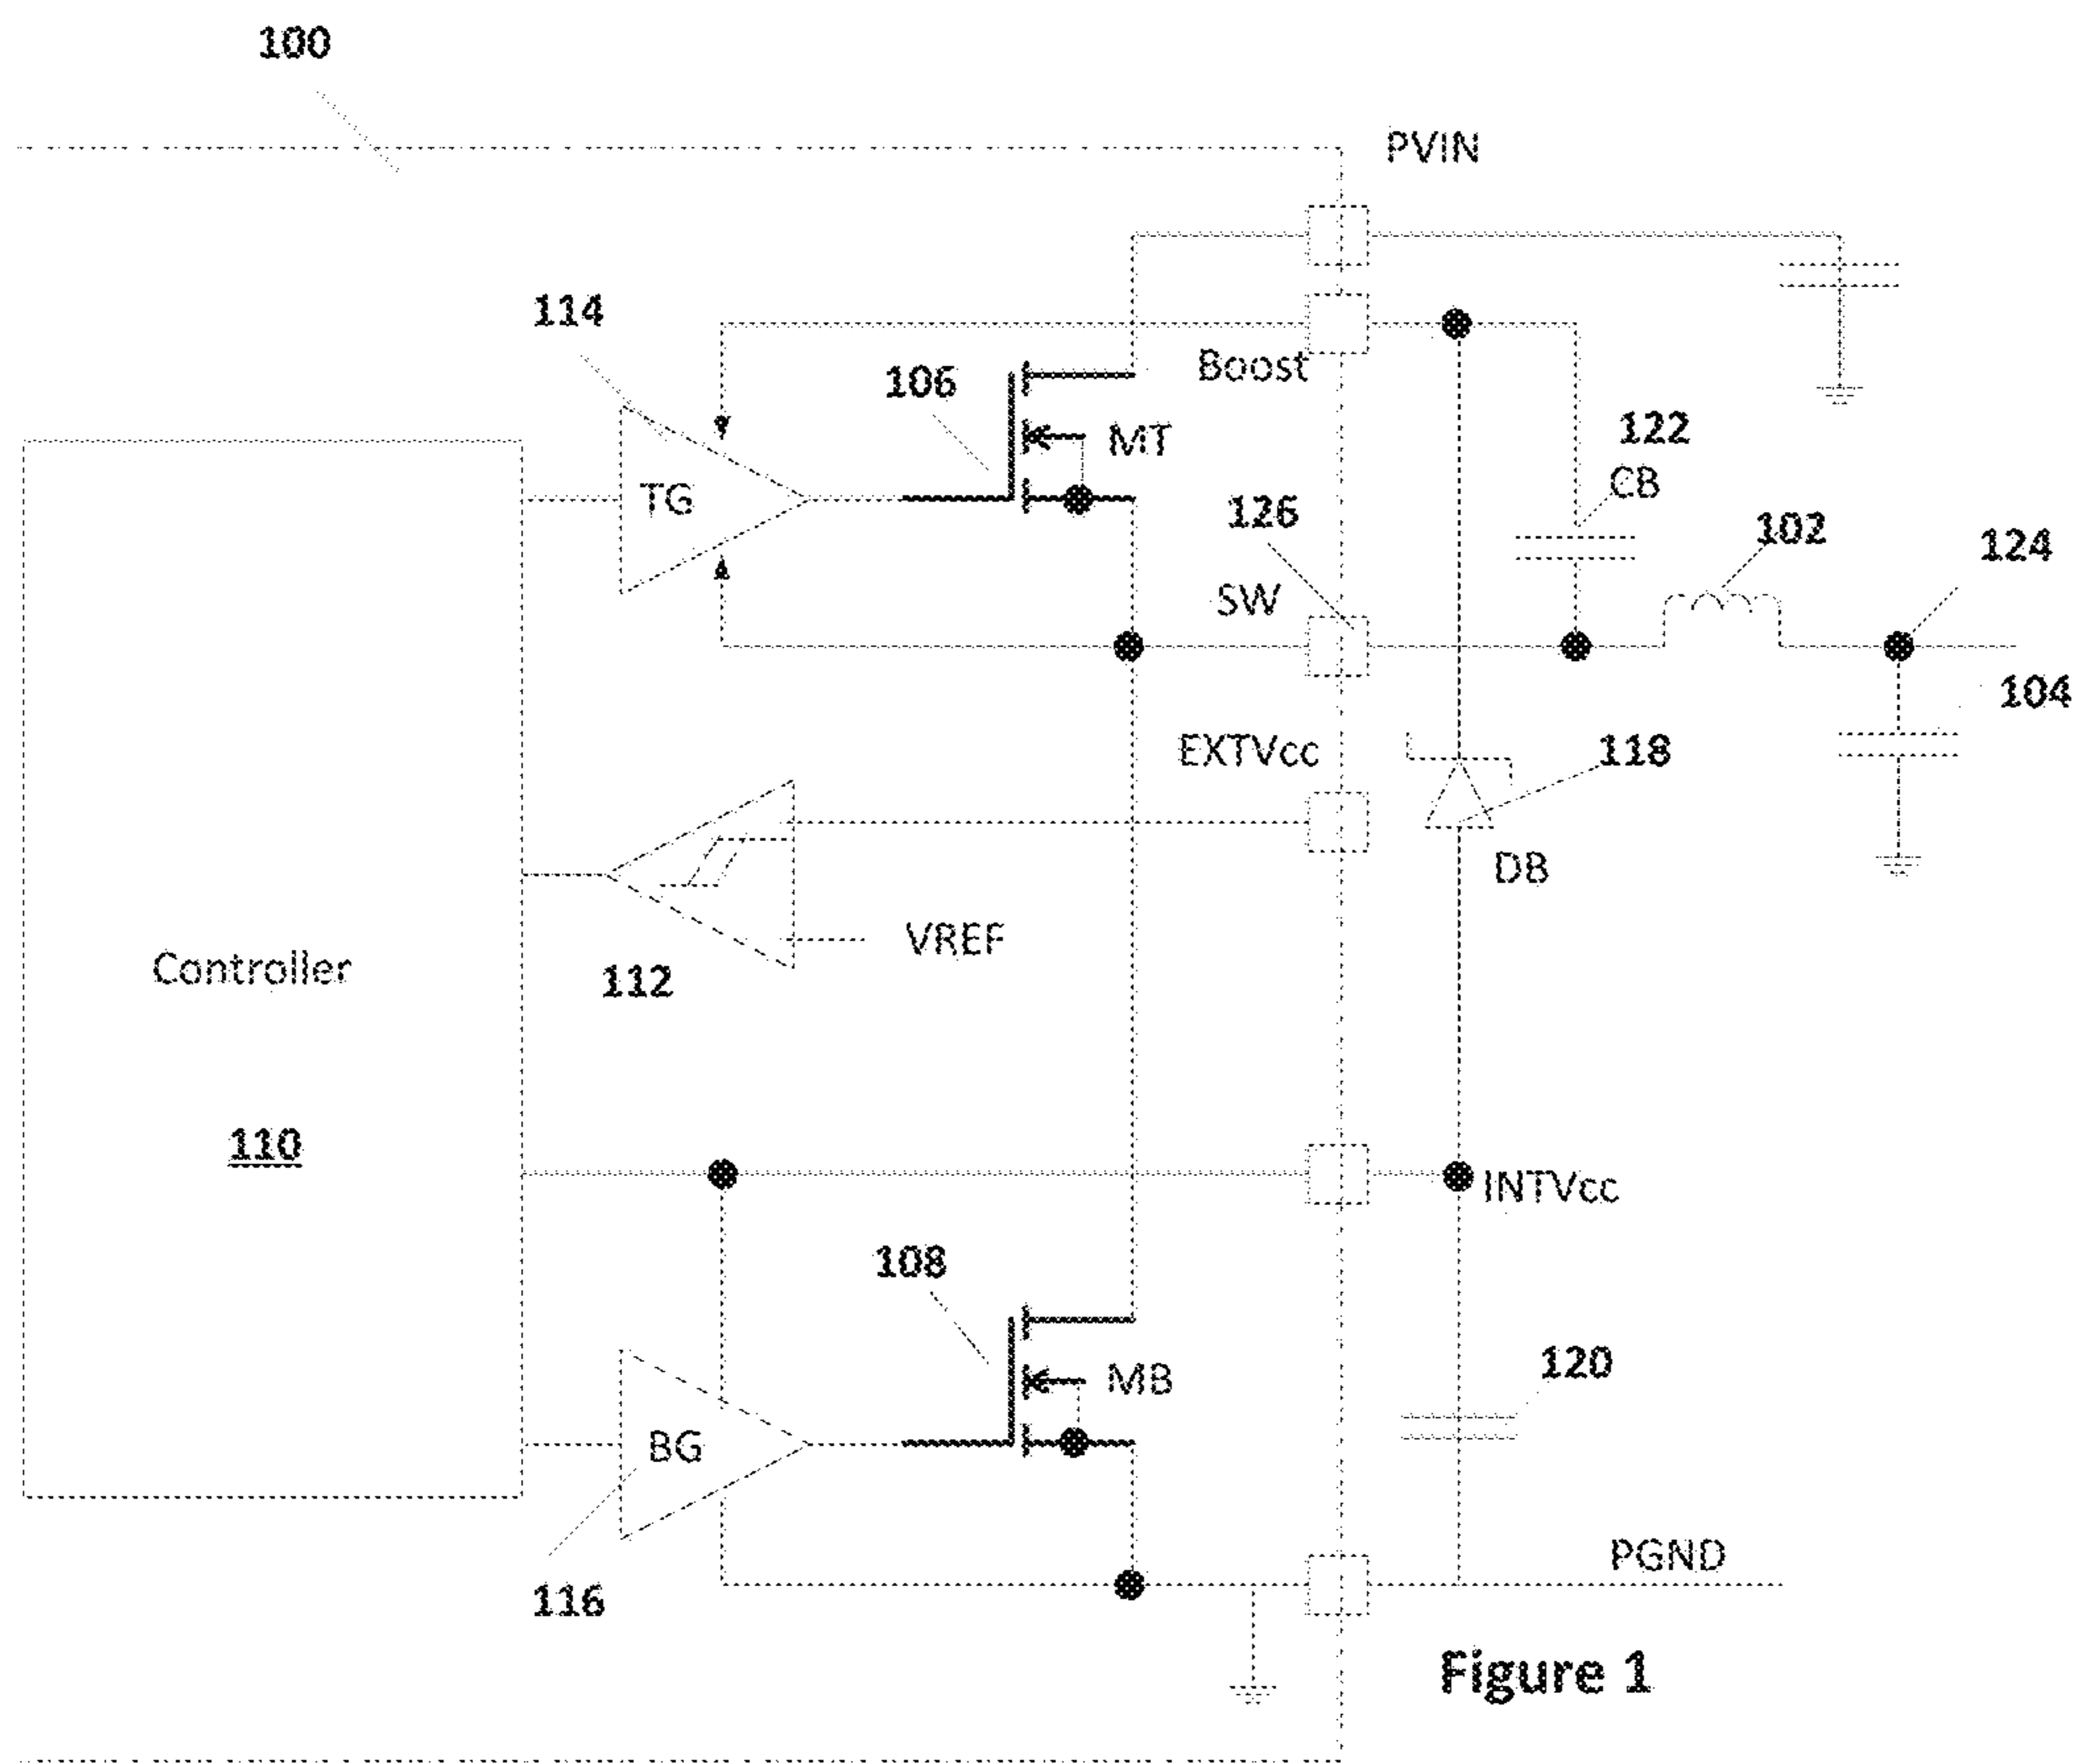 100
PVIN
114
106
Boost
MT
122
CB
TG
126
102
124
SW
104
EXTVcc
118
DB
VREF
Controller
112
110
INTVcc
108
120
MB
BG
116
PGND
Figure 1